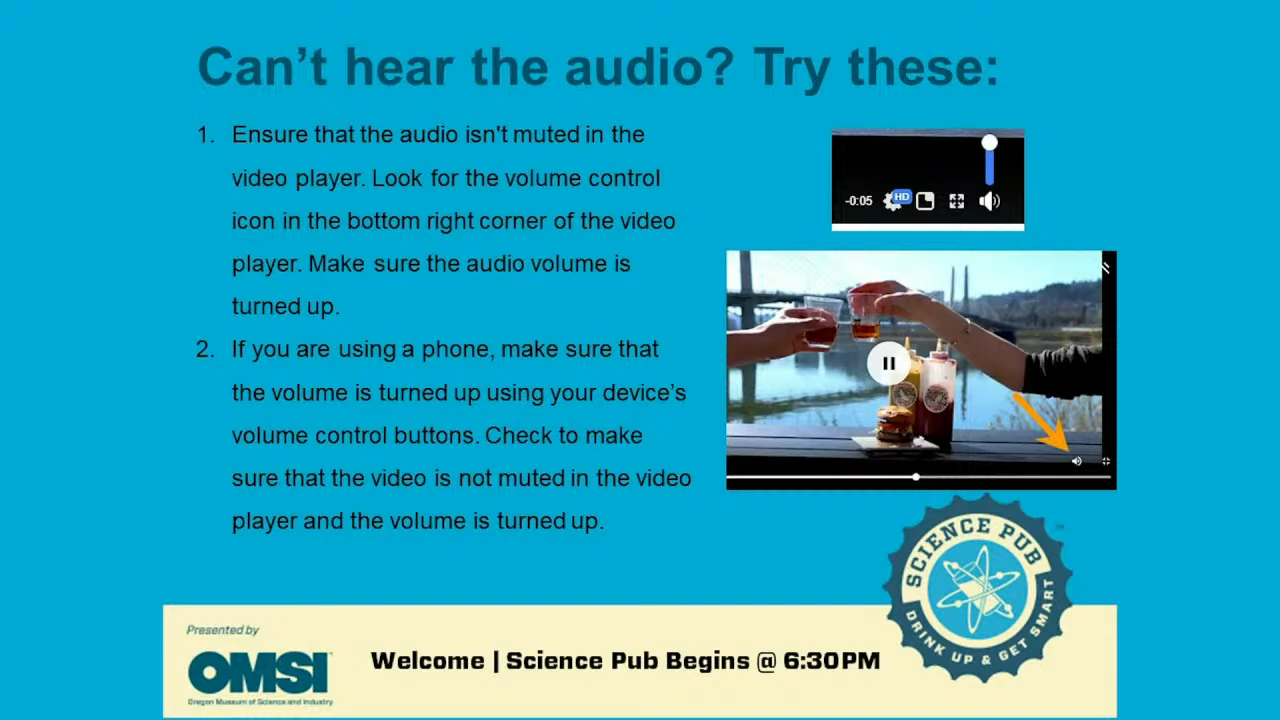 Can't hear the audio? Try these:
1. Ensure that the audio isn't muted in the
video player. Look for the volume control
icon in the bottom right corner of the video
player. Make sure the audio volume is
turned up.
2. If you are using a phone, make sure that
the volume is turned up using your device's
volume control buttons. Check to make
sure that the video is not muted in the video
player and the volume is turned up.
-0:05
HD
SCIENCE PUB
DRINK UP & GET SMART
Presented by
OMSI
Oregon Museum of Science and Industry
Welcome | Science Pub Begins @ 6:30PM